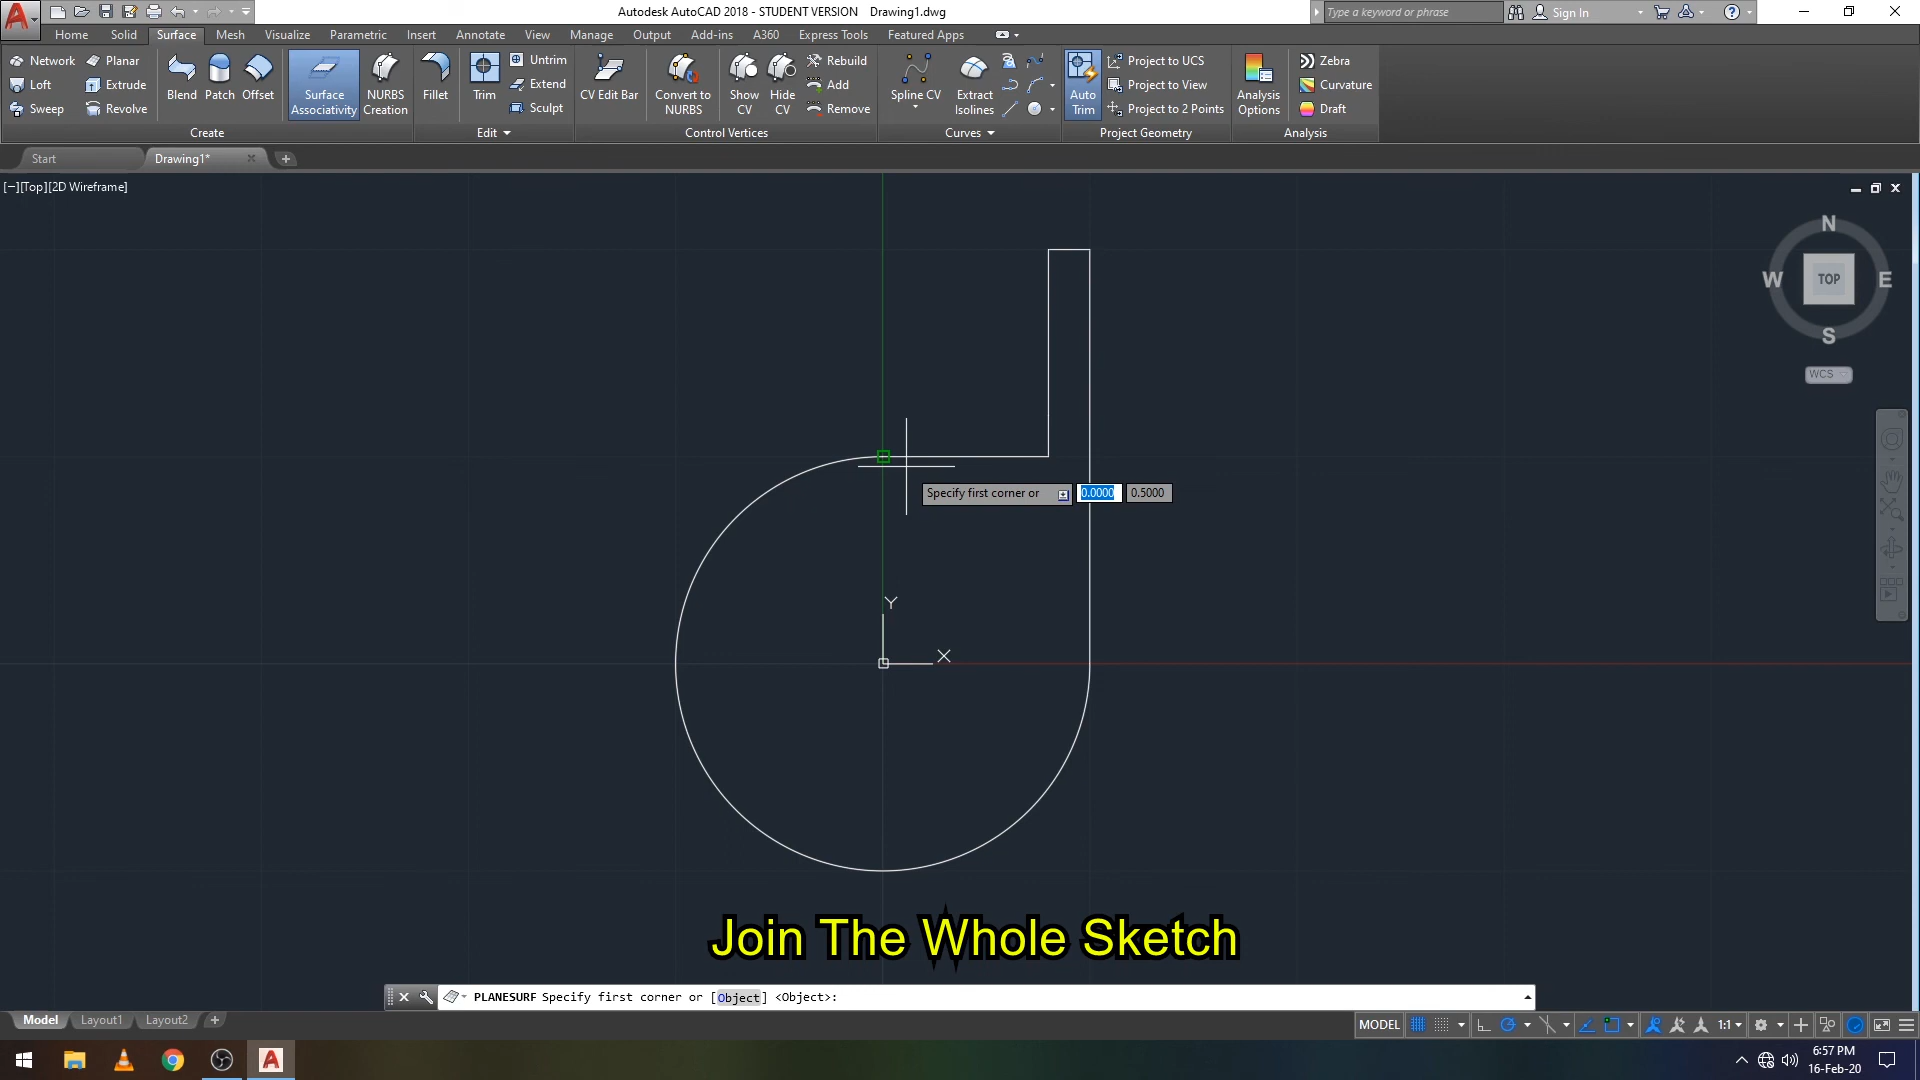 Autodesk AutoCAD 2018 - STUDENT VERSION Drawing1.dwg
Type a keyword or phrase
Sign In
Home Solid Surface Mesh Visualize Parametric Insert Annotate View Manage Output Add-ins A360 Express Tools Featured Apps
Network Planar
Loft Extrude
Sweep Revolve
Blend Patch Offset
Surface Associativity
NURBS Creation
Create
Fillet
Trim
Untrim
Extend
Sculpt
Edit
CV Edit Bar
Convert to NURBS
Show CV
Hide CV
Rebuild
Add
Remove
Control Vertices
Spline CV
Extract Isolines
Curves
Auto Trim
Project to UCS
Project to View
Project to 2 Points
Project Geometry
Analysis Options
Zebra
Curvature
Draft
Analysis
Start
Drawing1*
[−][Top][2D Wireframe]
N
W TOP E
S
WCS
Specify first corner or 0.0000 0.5000
Y
X
Join The Whole Sketch
PLANESURF Specify first corner or [Object] <Object>:
Model Layout1 Layout2
MODEL
1:1
6:57 PM
16-Feb-20